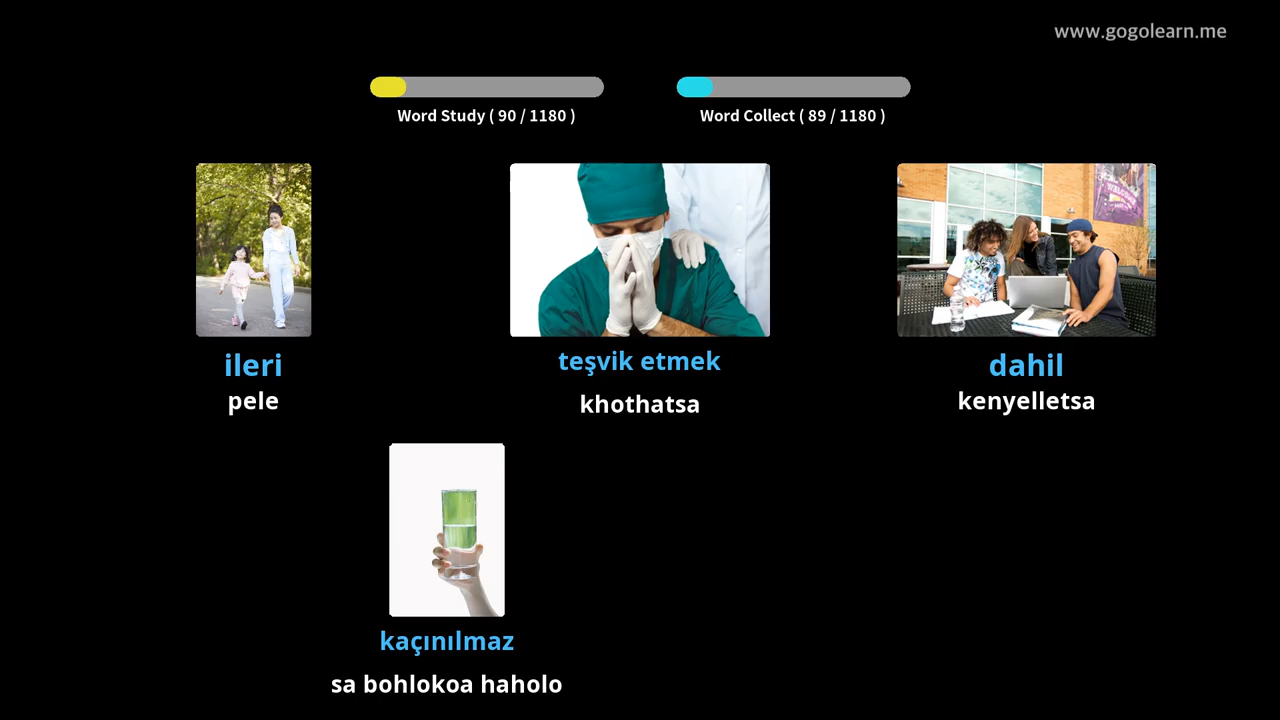 www.gogolearn.me
Word Study ( 90 / 1180 )
Word Collect ( 89 / 1180 )
WELCOME
ileri
pele
teşvik etmek
khothatsa
dahil
kenyelletsa
kaçınılmaz
sa bohlokoa haholo